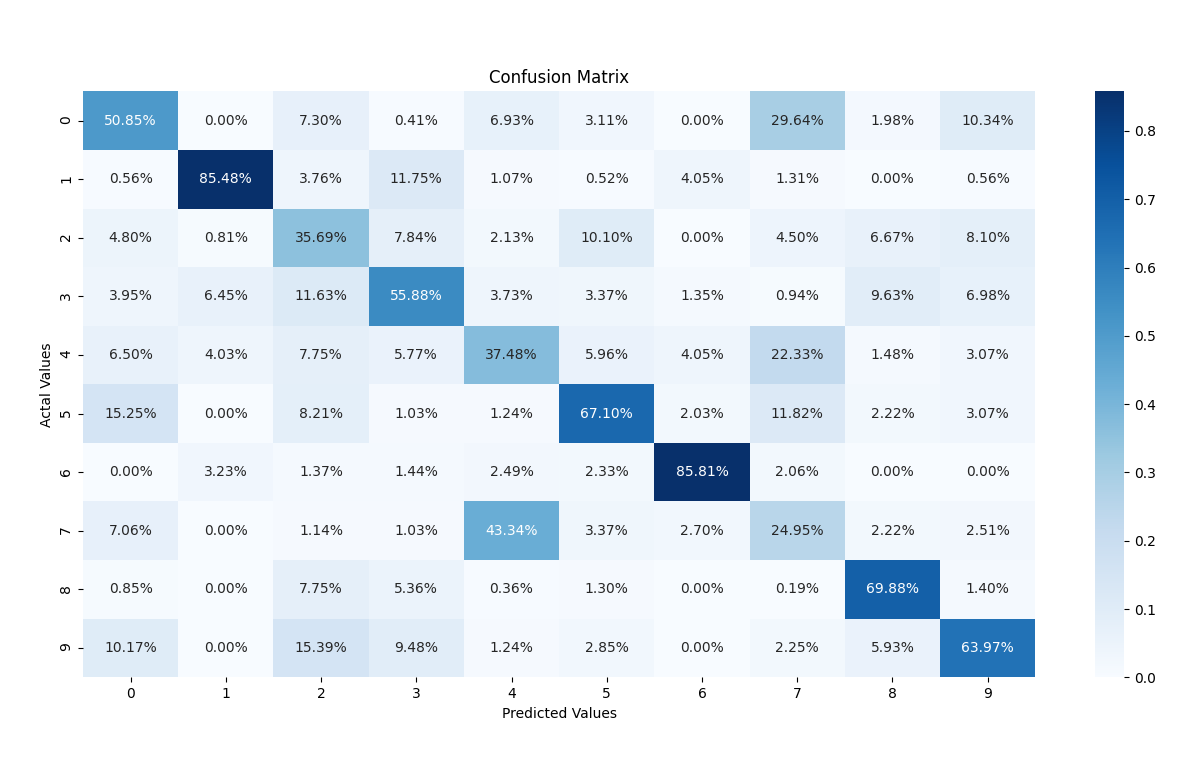 Confusion Matrix
0 50.85% 0.00% 7.30% 0.41% 6.93% 3.11% 0.00% 29.64% 1.98% 10.34%
1 0.56% 85.48% 3.76% 11.75% 1.07% 0.52% 4.05% 1.31% 0.00% 0.56%
2 4.80% 0.81% 35.69% 7.84% 2.13% 10.10% 0.00% 4.50% 6.67% 8.10%
3 3.95% 6.45% 11.63% 55.88% 3.73% 3.37% 1.35% 0.94% 9.63% 6.98%
4 6.50% 4.03% 7.75% 5.77% 37.48% 5.96% 4.05% 22.33% 1.48% 3.07%
5 15.25% 0.00% 8.21% 1.03% 1.24% 67.10% 2.03% 11.82% 2.22% 3.07%
6 0.00% 3.23% 1.37% 1.44% 2.49% 2.33% 85.81% 2.06% 0.00% 0.00%
7 7.06% 0.00% 1.14% 1.03% 43.34% 3.37% 2.70% 24.95% 2.22% 2.51%
8 0.85% 0.00% 7.75% 5.36% 0.36% 1.30% 0.00% 0.19% 69.88% 1.40%
9 10.17% 0.00% 15.39% 9.48% 1.24% 2.85% 0.00% 2.25% 5.93% 63.97%
0 1 2 3 4 5 6 7 8 9
Predicted Values
Actal Values
0.8
0.7
0.6
0.5
0.4
0.3
0.2
0.1
0.0